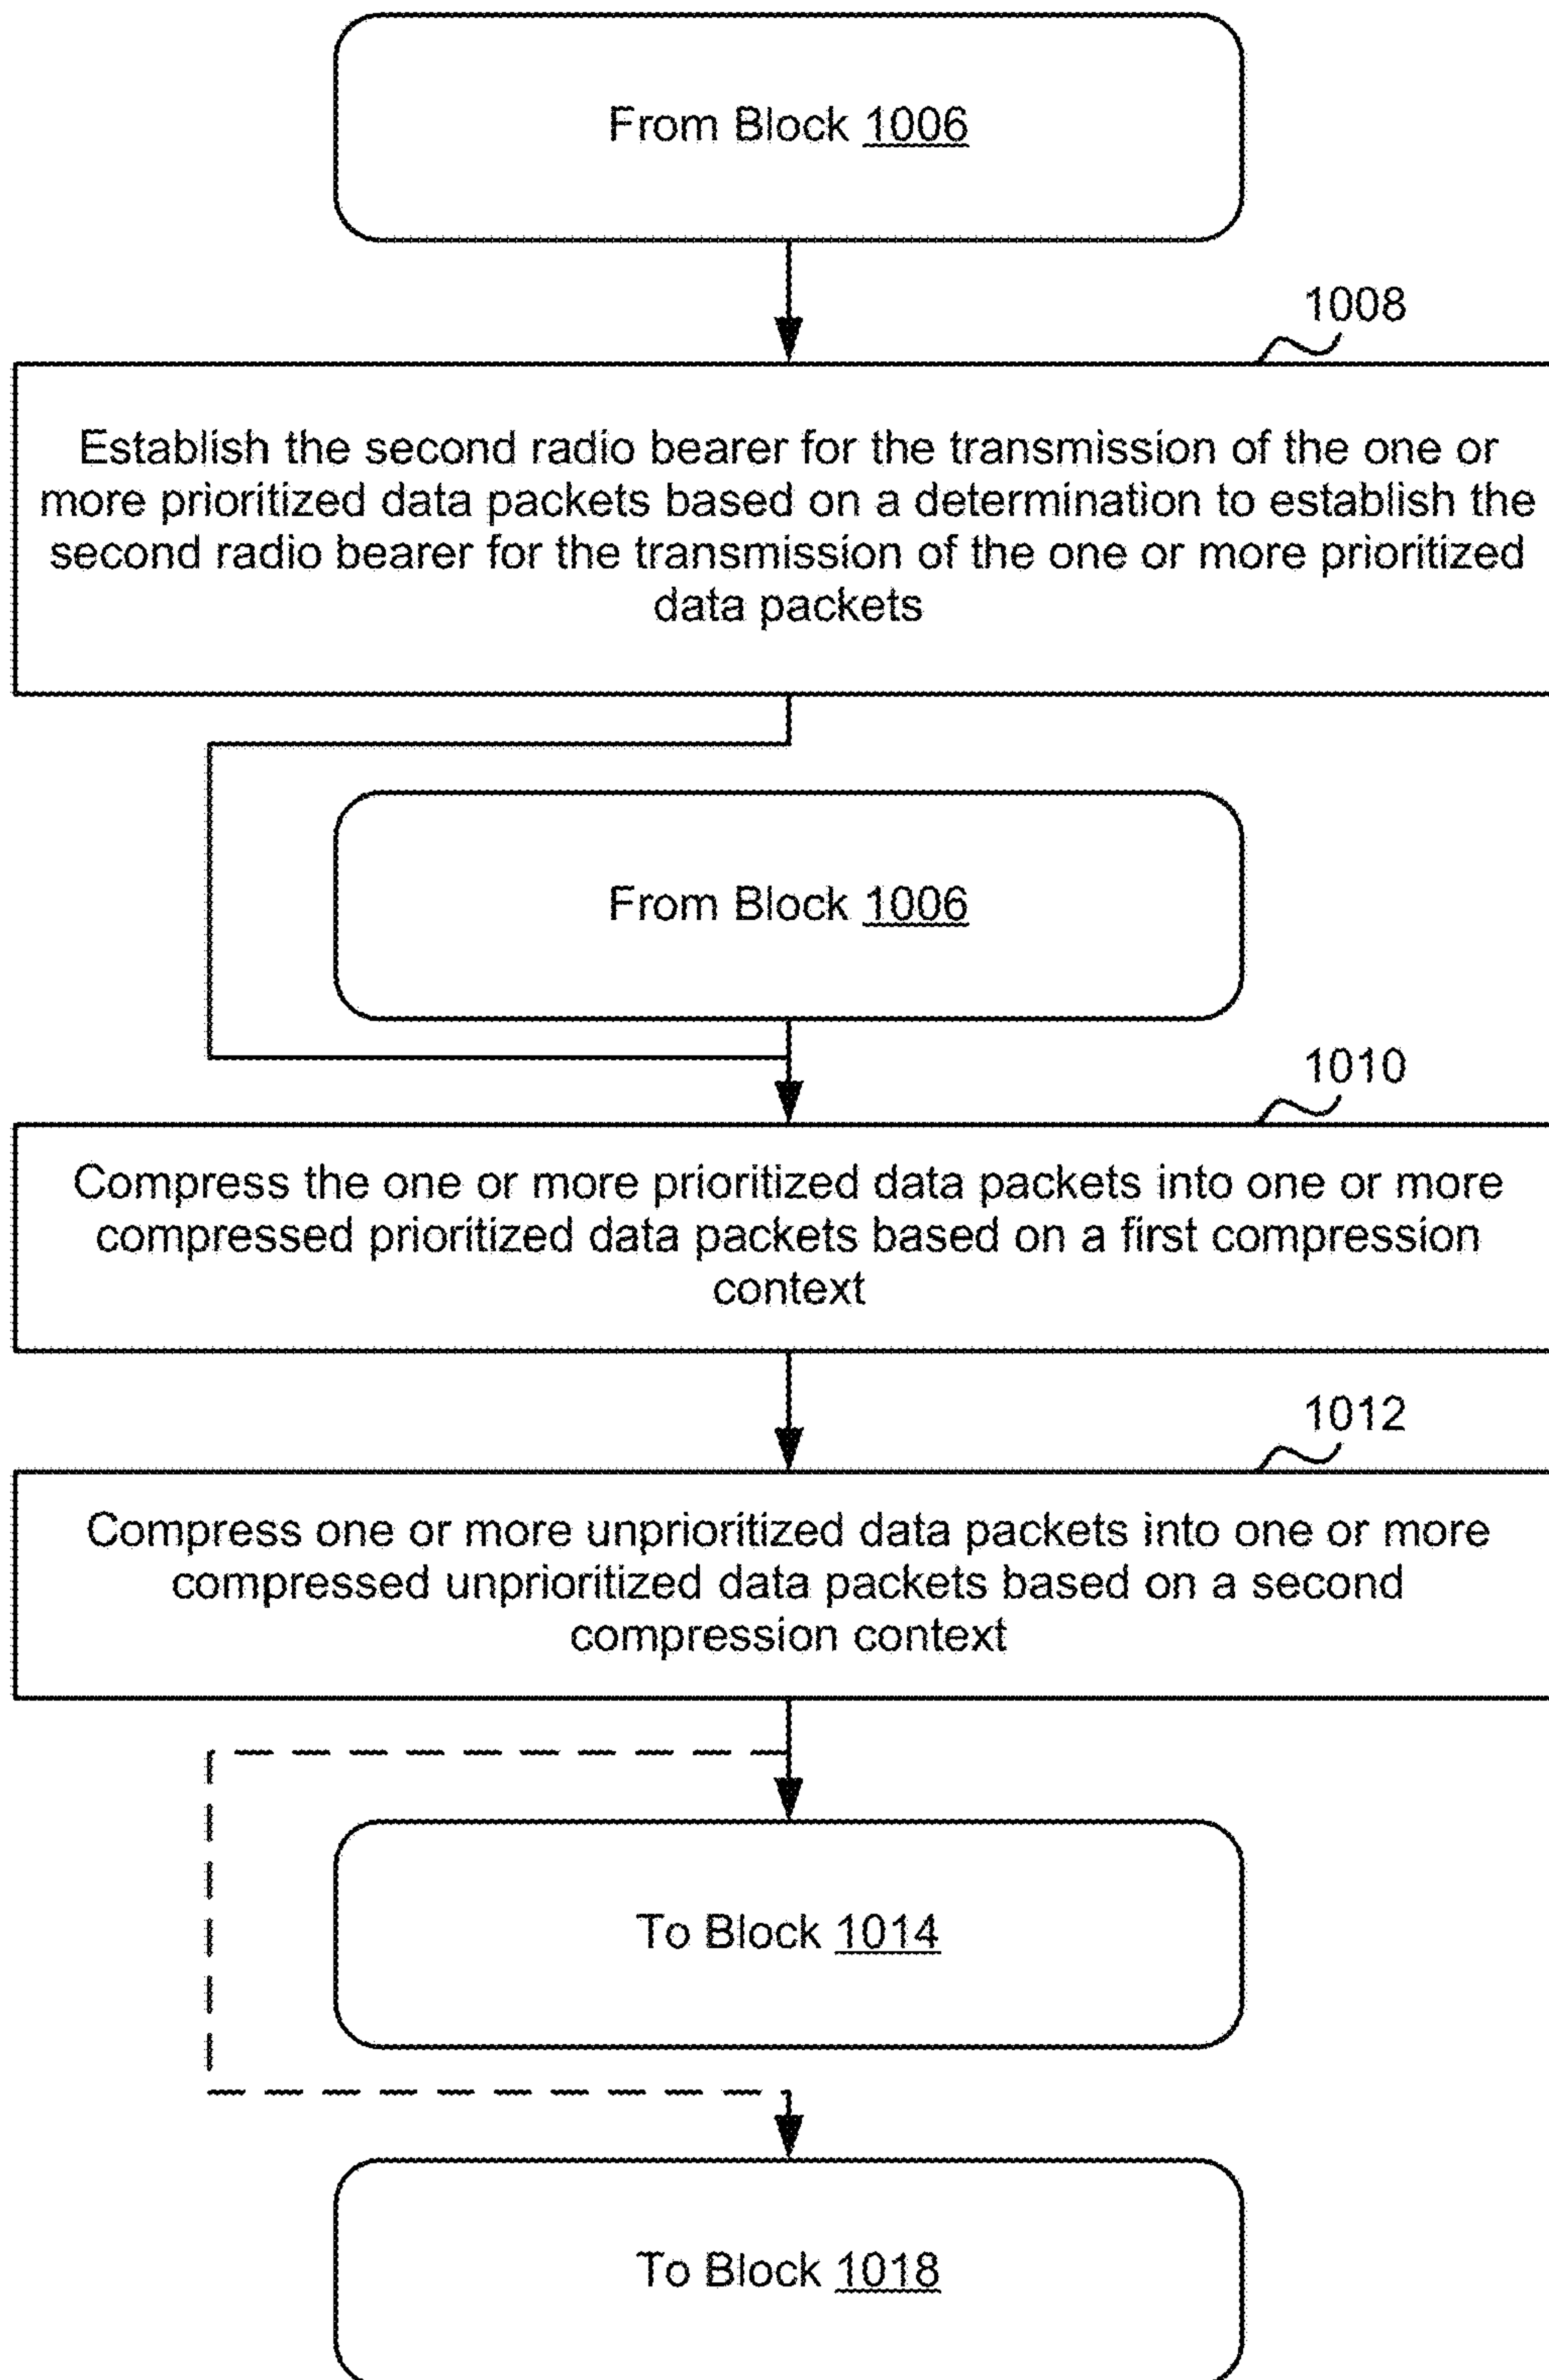 From Block 1006
1008
Establish the second radio bearer for the transmission of the one or
more prioritized data packets based on a determination to establish the
second radio bearer for the transmission of the one or more prioritized
data packets
From Block 1006
1010
Compress the one or more prioritized data packets into one or more
compressed prioritized data packets based on a first compression
context
1012
Compress one or more unprioritized data packets into one or more
compressed unprioritized data packets based on a second
compression context
To Block 1014
To Block 1018